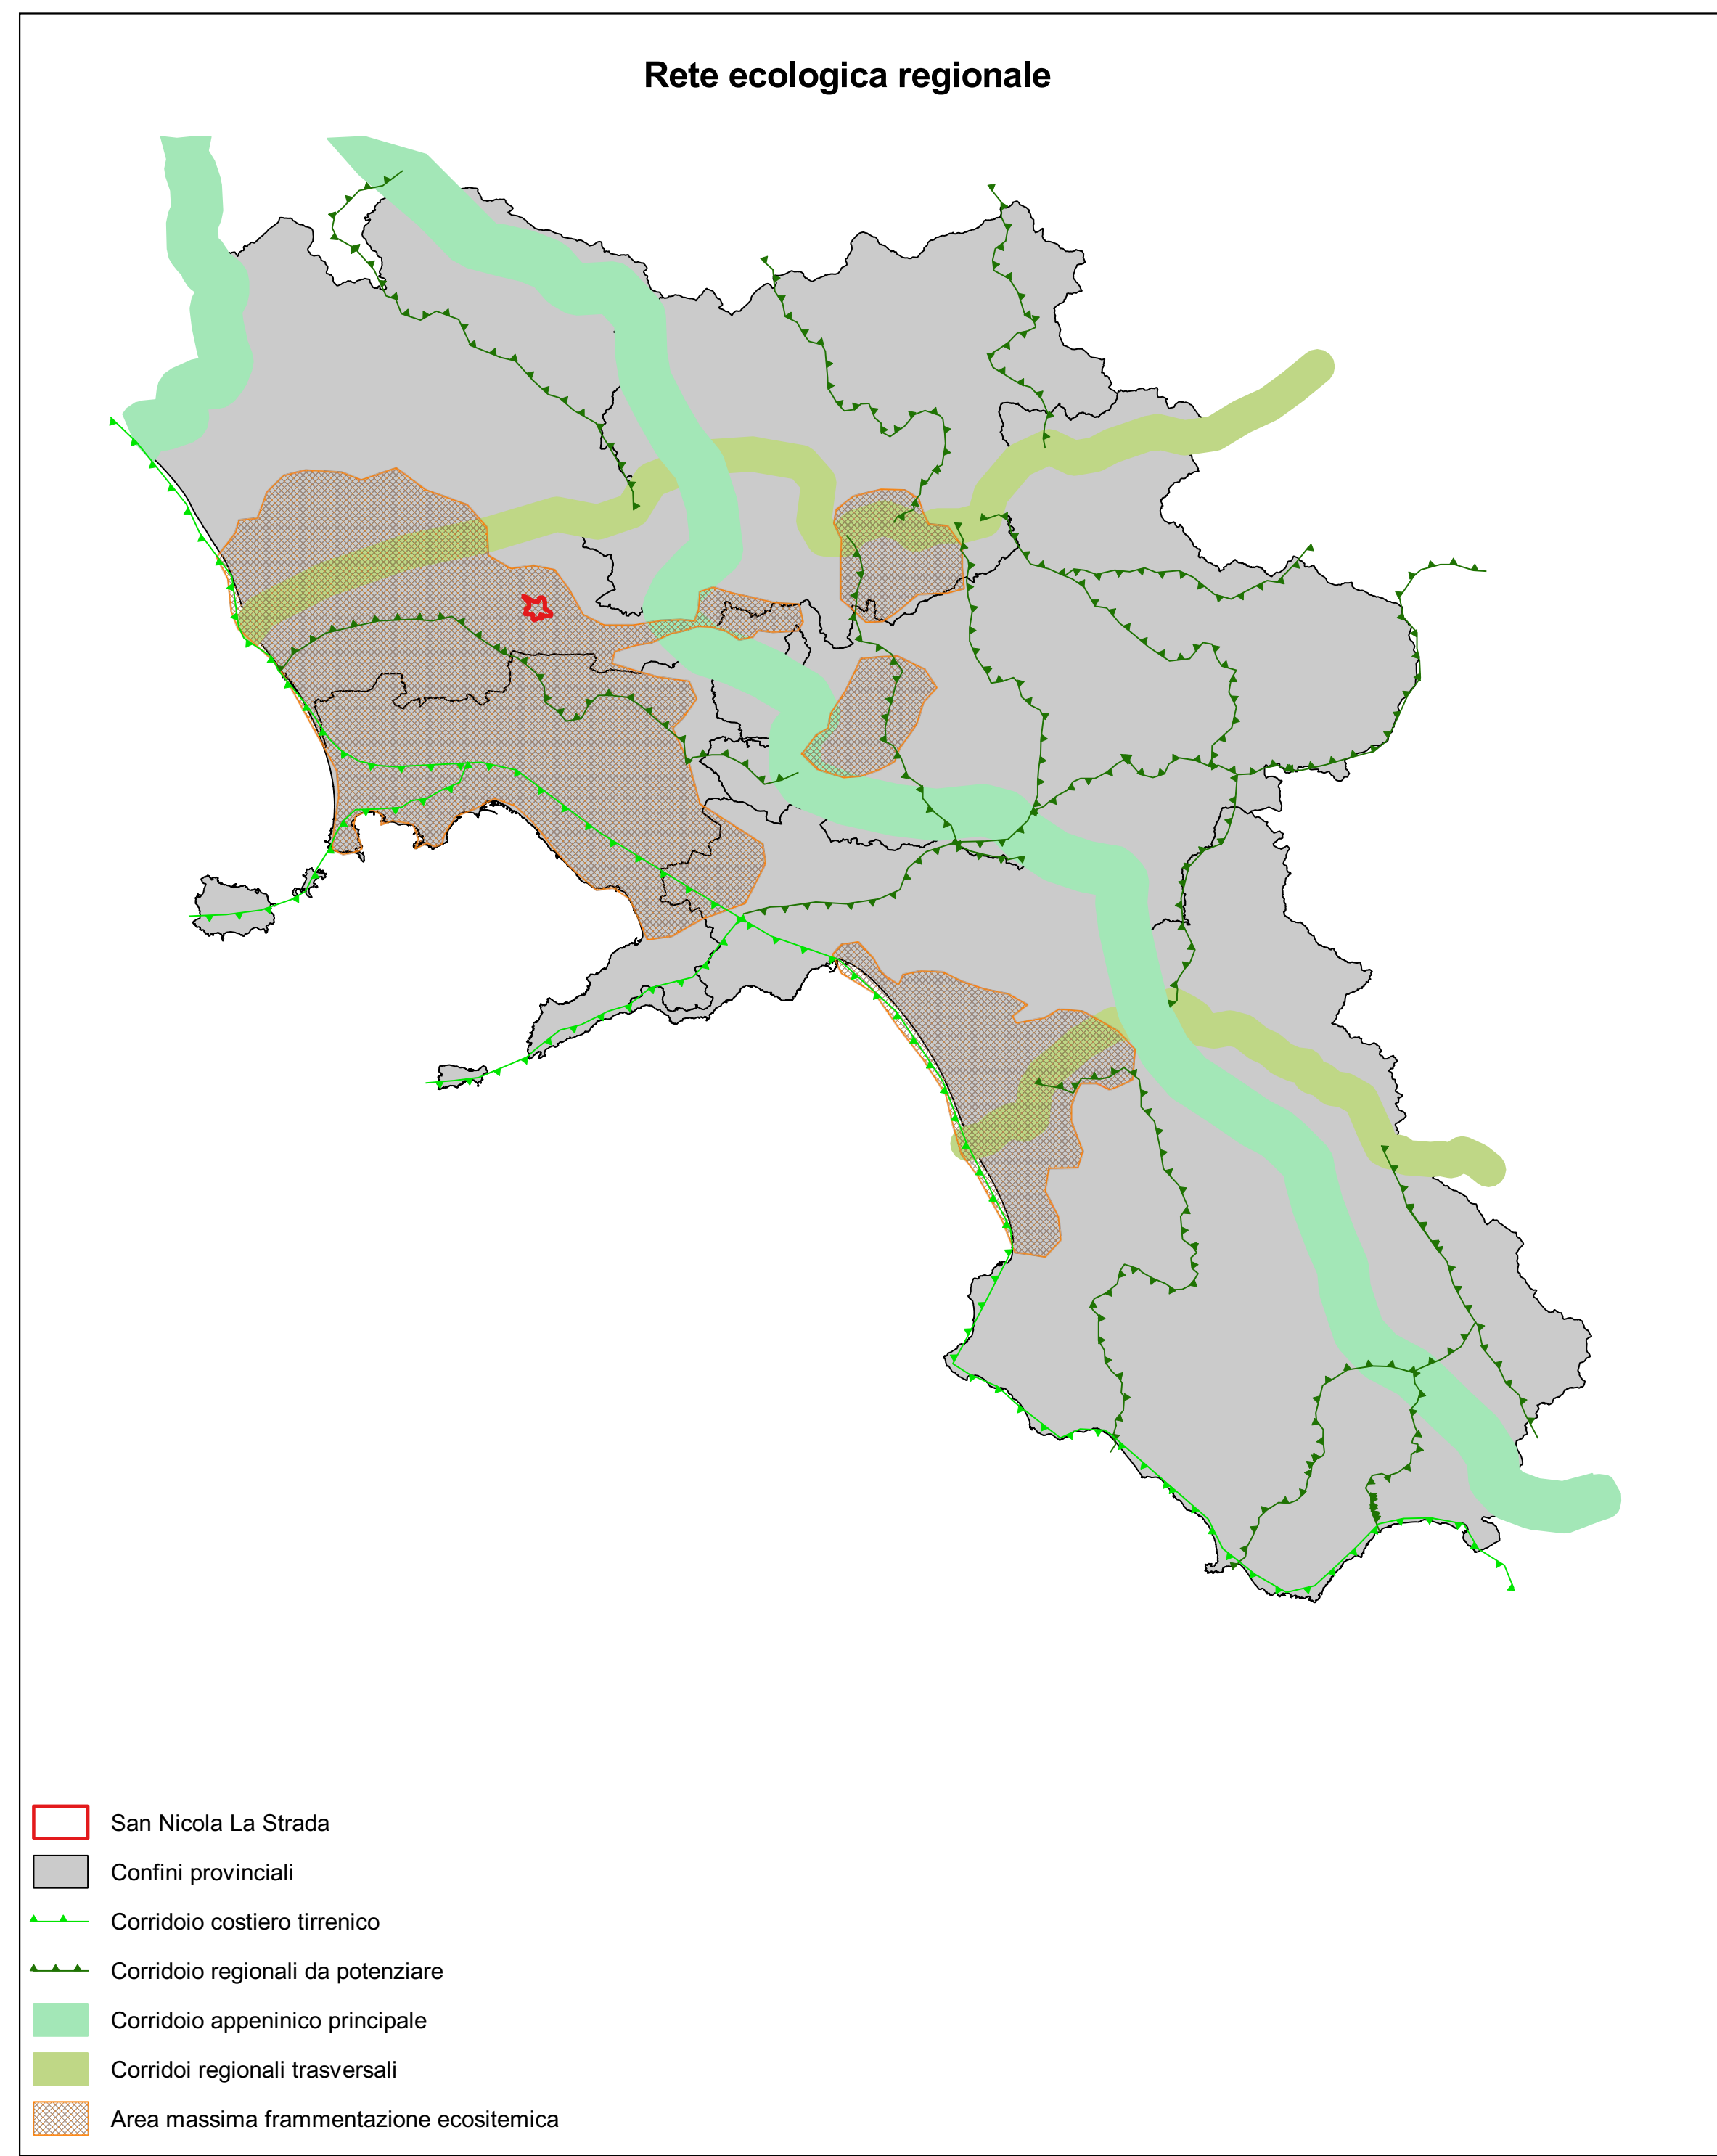 Rete ecologica regionale
San Nicola La Strada
Confini provinciali
Corridoio costiero tirrenico
Corridoio regionali da potenziare
Corridoio appeninico principale
Corridoi regionali trasversali
Area massima frammentazione ecositemica